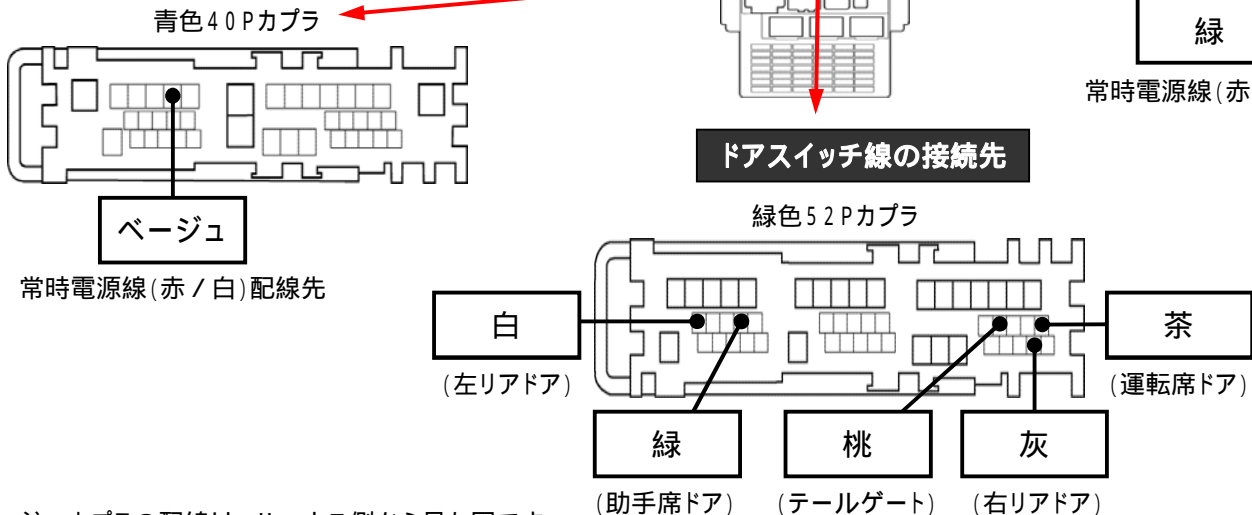 青色40Pカプラ
緑
常時電源線(赤
ドアスイッチ線の接続先
ベージュ
緑色52Pカプラ
常時電源線(赤/白)配線先
白
茶
(左リアドア)
(運転席ドア)
緑
桃
灰
(助手席ドア)
(テールゲート)
(右リアドア)